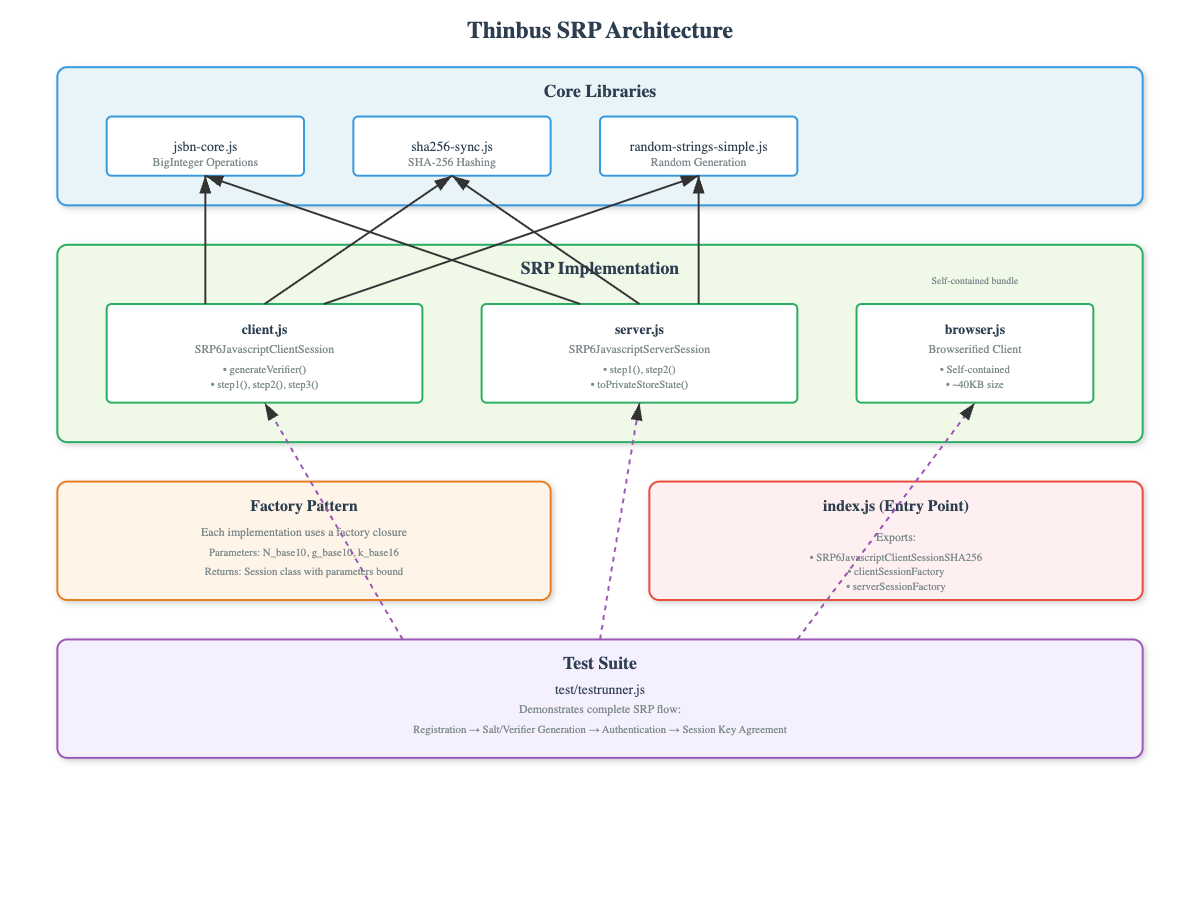 Thinbus SRP Architecture
Core Libraries
jsbn-core.js
BigInteger Operations
sha256-sync.js
SHA-256 Hashing
random-strings-simple.js
Random Generation
SRP Implementation
Self-contained bundle
client.js
SRP6JavascriptClientSession
• generateVerifier()
• step1(), step2(), step3()
server.js
SRP6JavascriptServerSession
• step1(), step2()
• toPrivateStoreState()
browser.js
Browserified Client
• Self-contained
• ~40KB size
Factory Pattern
Each implementation uses a factory closure
Parameters: N_base10, g_base10, k_base16
Returns: Session class with parameters bound
index.js (Entry Point)
Exports:
• SRP6JavascriptClientSessionSHA256
• clientSessionFactory
• serverSessionFactory
Test Suite
test/testrunner.js
Demonstrates complete SRP flow:
Registration → Salt/Verifier Generation → Authentication → Session Key Agreement